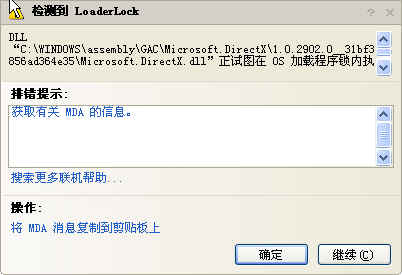 检测到 LoaderLock
DLL
“C:\WINDOWS\assembly\GAC\Microsoft.DirectX\1.0.2902.0__31bf3
856ad364e35\Microsoft.DirectX.dll”正试图在 OS 加载程序锁内执
排错提示:
获取有关 MDA 的信息。
搜索更多联机帮助...
操作:
将 MDA 消息复制到剪贴板上
确定
继续(C)